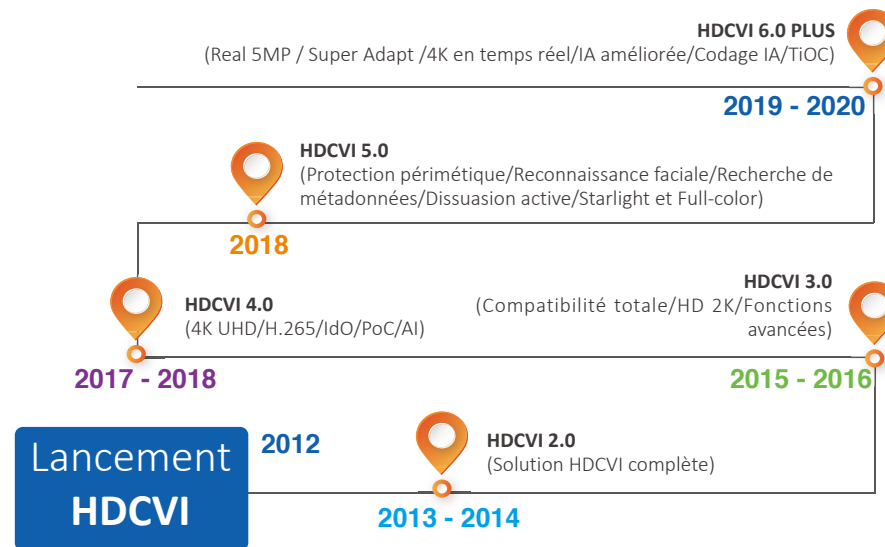 HDCVI 6.0 PLUS
(Real 5MP / Super Adapt /4K en temps réel/IA améliorée/Codage IA/TiOC)
2019 - 2020
HDCVI 5.0
(Protection périmétique/Reconnaissance faciale/Recherche de
métadonnées/Dissuasion active/Starlight et Full-color)
2018
HDCVI 4.0
(4K UHD/H.265/IdO/PoC/AI)
2017 - 2018
HDCVI 3.0
(Compatibilité totale/HD 2K/Fonctions
avancées)
2015 - 2016
Lancement
HDCVI
2012
HDCVI 2.0
(Solution HDCVI complète)
2013 - 2014